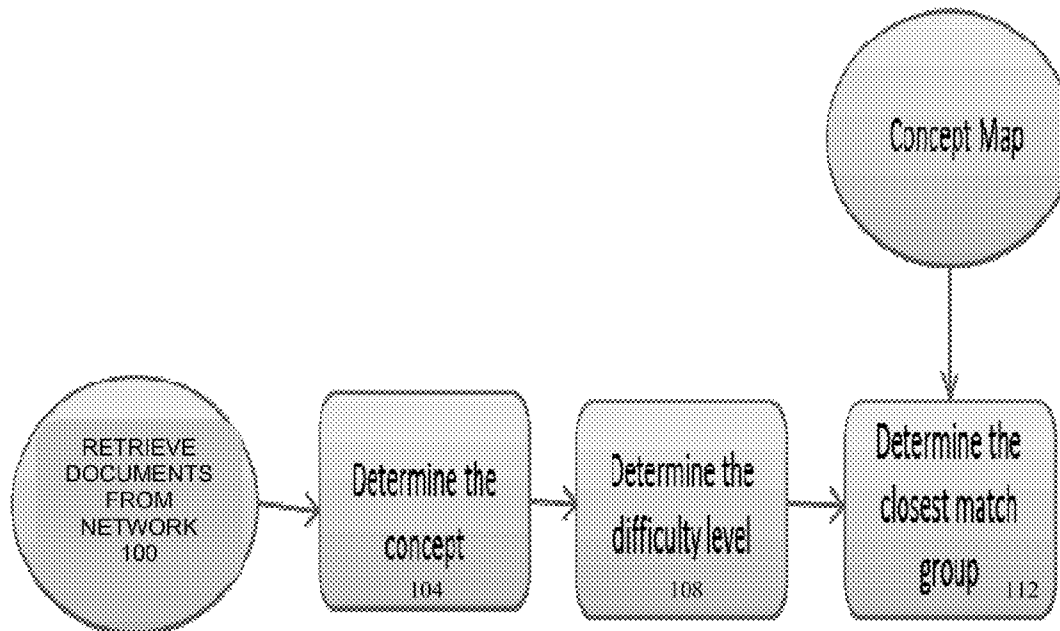 Concept Map
RETRIEVE
DOCUMENTS
FROM
NETWORK
100
Determine the
concept
104
Determine the
difficulty level
108
Determine the
closest match
group
112